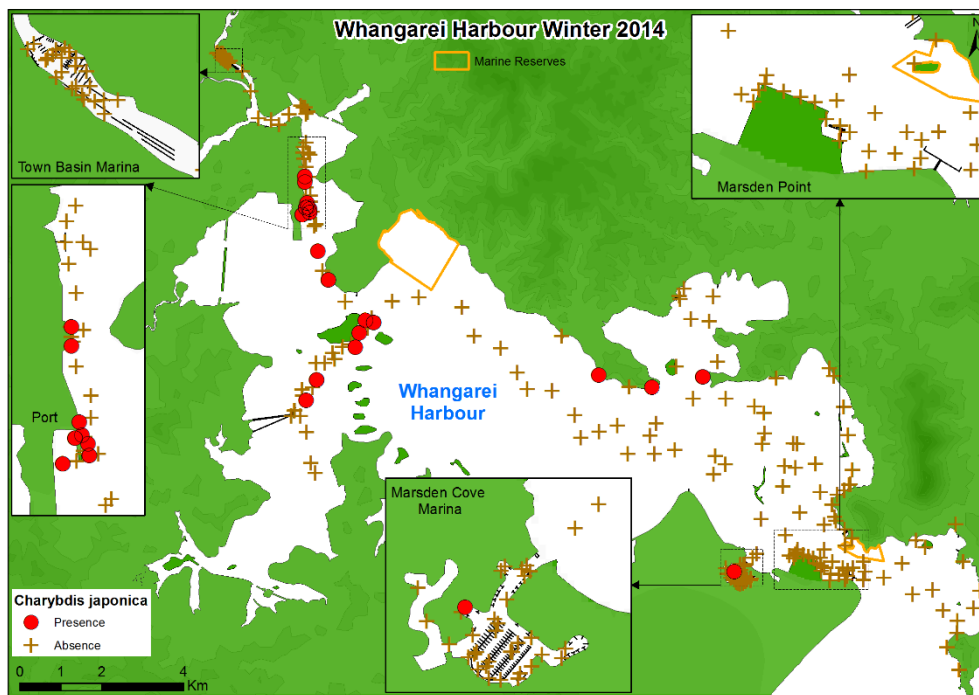 Whangarei Harbour Winter 2014
Marine Reserves
N
Town Basin Marina
Marsden Point
Port
Whangarei
Harbour
Marsden Cove
Marina
Charybdis japonica
Presence
Absence
0 1 2 4
Km